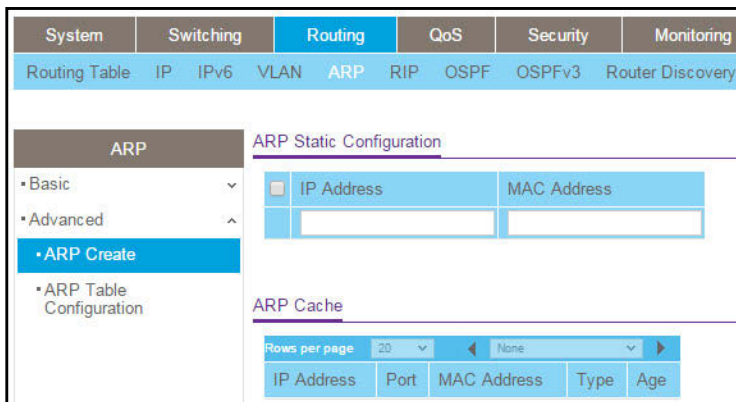 System Switching Routing QoS Security Monitoring
Routing Table IP IPv6 VLAN ARP RIP OSPF OSPFv3 Router Discovery
ARP
Basic
Advanced
ARP Create
ARP Table
Configuration
ARP Static Configuration
IP Address MAC Address
ARP Cache
Rows per page 20 None
IP Address Port MAC Address Type Age